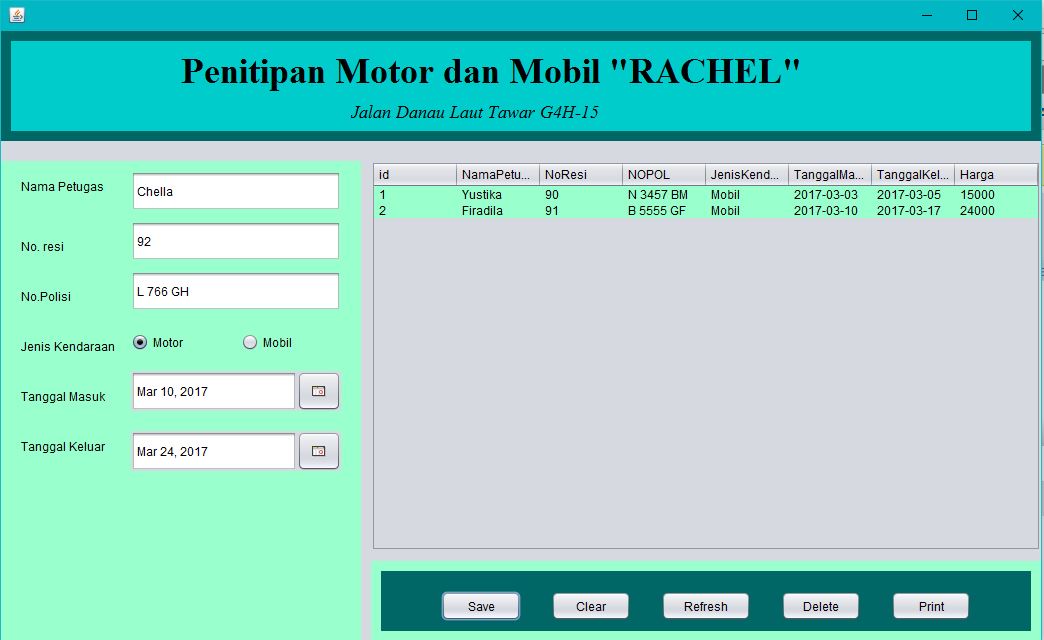 Penitipan Motor dan Mobil "RACHEL"
Jalan Danau Laut Tawar G4H-15
Nama Petugas Chella
No. resi 92
No.Polisi L 766 GH
Jenis Kendaraan Motor Mobil
Tanggal Masuk Mar 10, 2017
Tanggal Keluar Mar 24, 2017
id NamaPetu... NoResi NOPOL JenisKend... TanggalMa... TanggalKel... Harga
1 Yustika 90 N 3457 BM Mobil 2017-03-03 2017-03-05 15000
2 Firadila 91 B 5555 GF Mobil 2017-03-10 2017-03-17 24000
Save Clear Refresh Delete Print